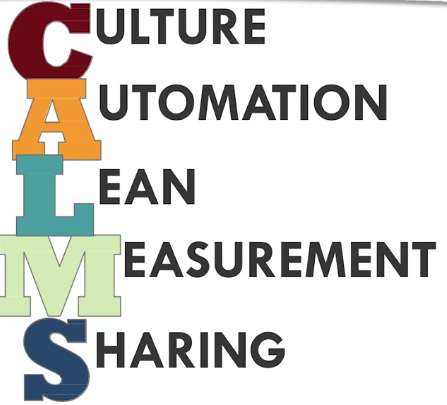 CULTURE
AUTOMATION
LEAN
MEASUREMENT
SHARING